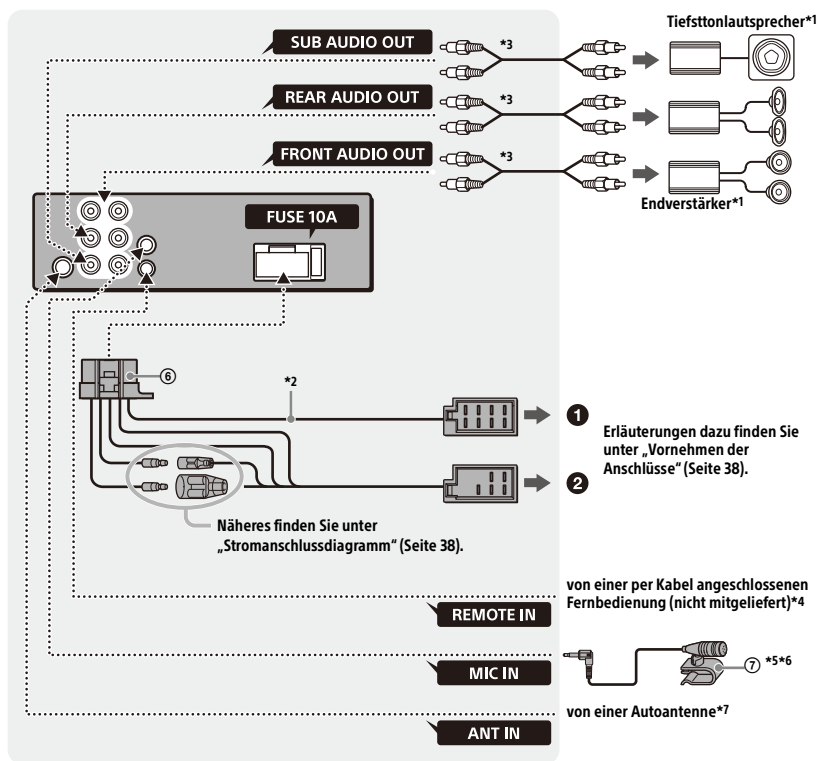 Tiefsttonlautsprecher*1
SUB AUDIO OUT
*3
REAR AUDIO OUT
*3
FRONT AUDIO OUT
*3
Endverstärker*1
FUSE 10A
⑥
*2
❶
Erläuterungen dazu finden Sie
unter „Vornehmen der
Anschlüsse“ (Seite 38).
❷
Näheres finden Sie unter
„Stromanschlussdiagramm“ (Seite 38).
von einer per Kabel angeschlossenen
Fernbedienung (nicht mitgeliefert)*4
REMOTE IN
MIC IN
⑦ *5*6
von einer Autoantenne*7
ANT IN